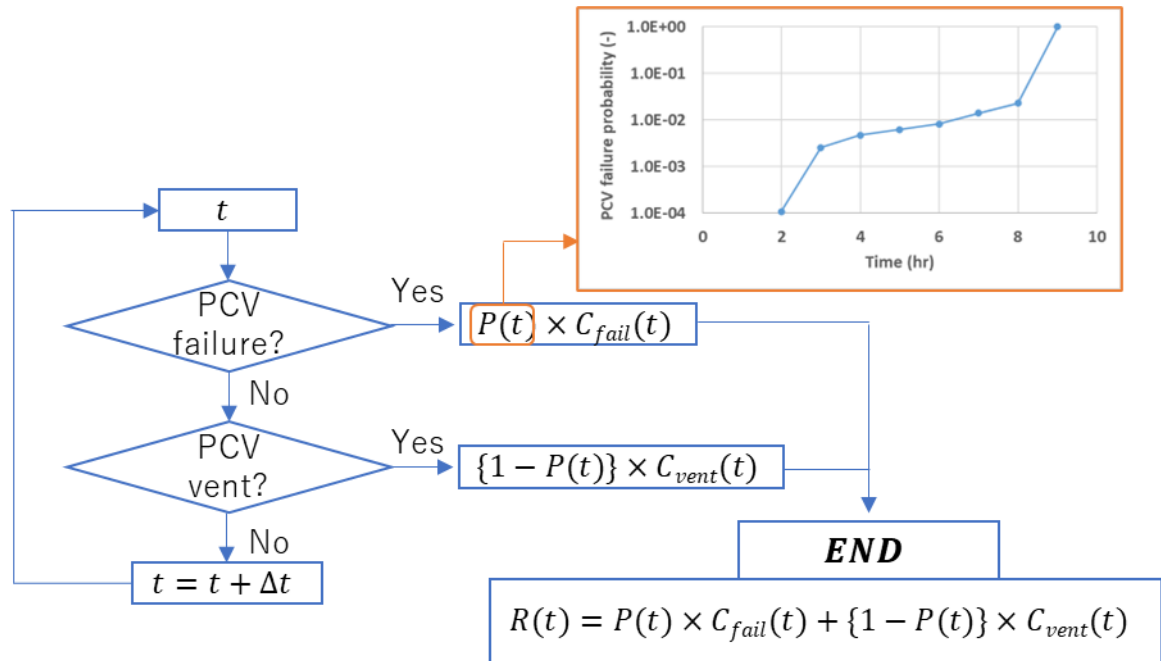 1.0E+00
1.0E-01
1.0E-02
1.0E-03
1.0E-04
PCV failure probability (-)
0 2 4 6 8 10
Time (hr)
t
PCV
failure?
Yes
P(t) × C_fail(t)
No
PCV
vent?
Yes
{1 − P(t)} × C_vent(t)
No
t = t + Δt
END
R(t) = P(t) × C_fail(t) + {1 − P(t)} × C_vent(t)